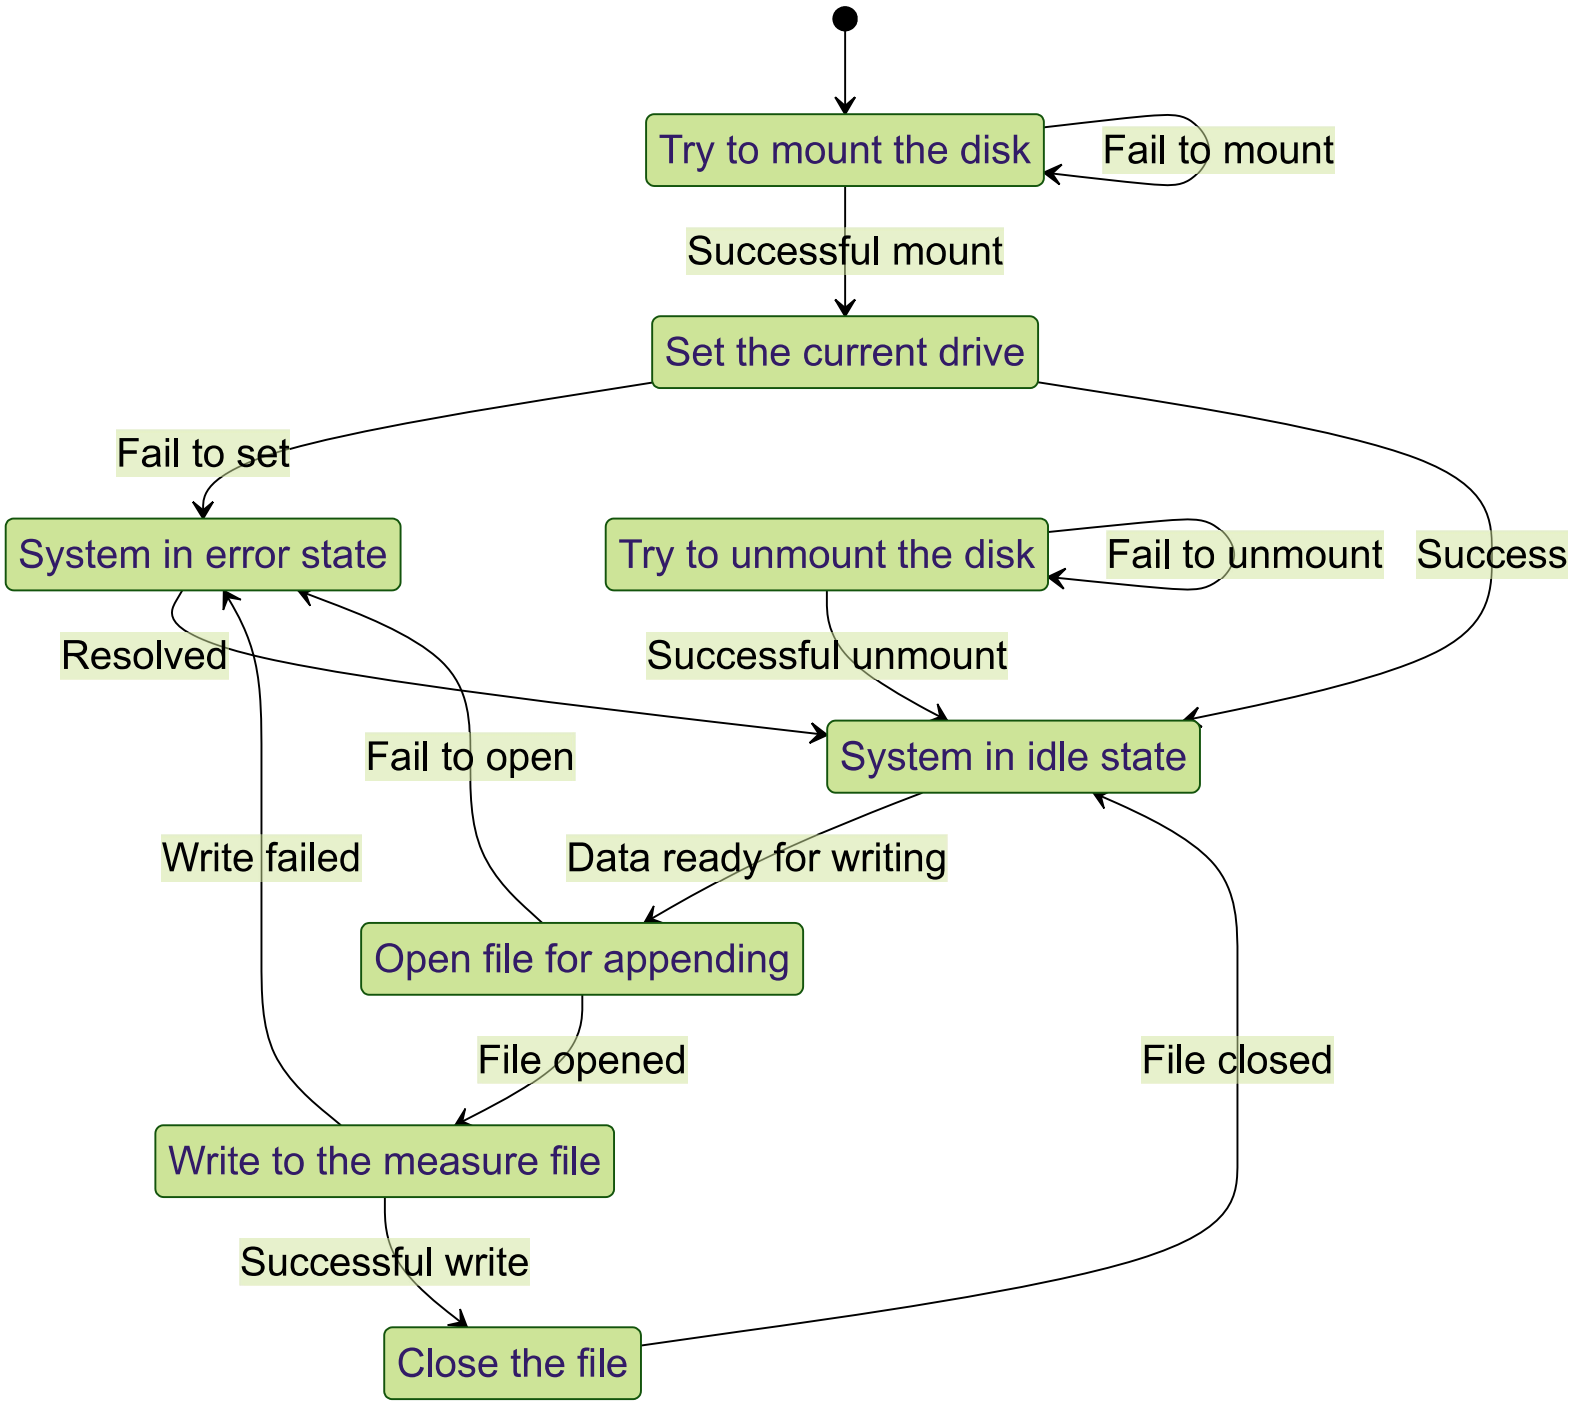 Try to mount the disk
Fail to mount
Successful mount
Set the current drive
Fail to set
System in error state
Try to unmount the disk
Fail to unmount
Success
Resolved
Successful unmount
Fail to open
System in idle state
Write failed
Data ready for writing
Open file for appending
File opened
File closed
Write to the measure file
Successful write
Close the file